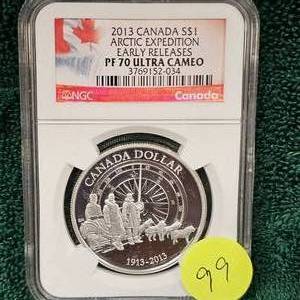 2013 CANADA S$1
ARCTIC EXPEDITION
EARLY RELEASES
PF 70 ULTRA CAMEO
3769152-034
NGC
Canada
CANADA DOLLAR
1913-2013
99